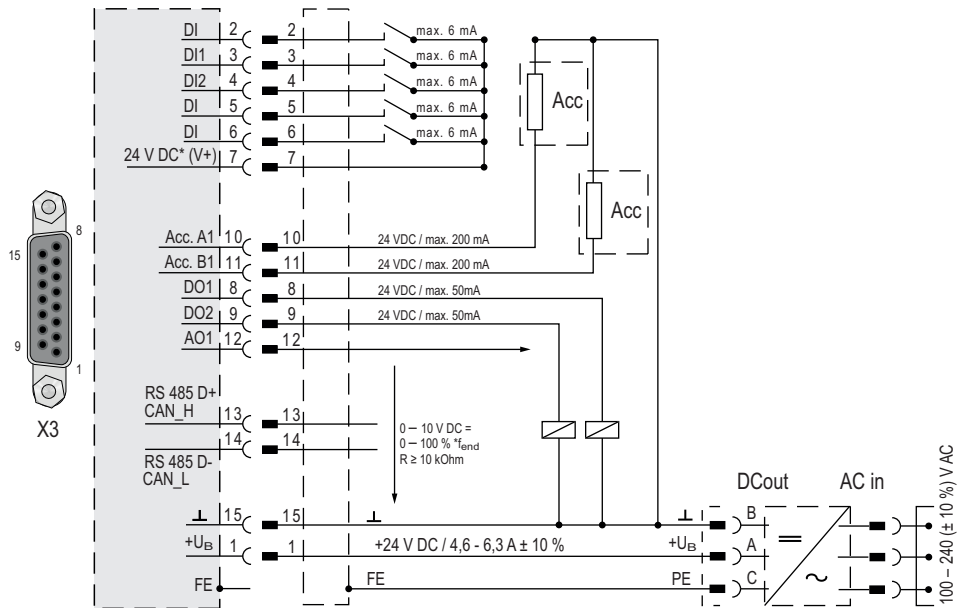 DI 2 2 max. 6 mA
DI1 3 3 max. 6 mA
DI2 4 4 max. 6 mA
DI 5 5 max. 6 mA
DI 6 6 max. 6 mA
24 V DC* (V+) 7 7
Acc
Acc
8
15
9
1
X3
Acc. A1 10 10 24 VDC / max. 200 mA
Acc. B1 11 11 24 VDC / max. 200 mA
DO1 8 8 24 VDC / max. 50mA
DO2 9 9 24 VDC / max. 50mA
AO1 12 12
RS 485 D+
CAN_H 13 13
14 14
RS 485 D-
CAN_L
0 – 10 V DC =
0 – 100 % *fend
R ≥ 10 kOhm
DCout AC in
⊥ 15 15 ⊥ ⊥ B
+UB 1 1 +24 V DC / 4,6 - 6,3 A ± 10 % +UB A
FE FE PE C
= ~
100 – 240 (± 10 %) V AC